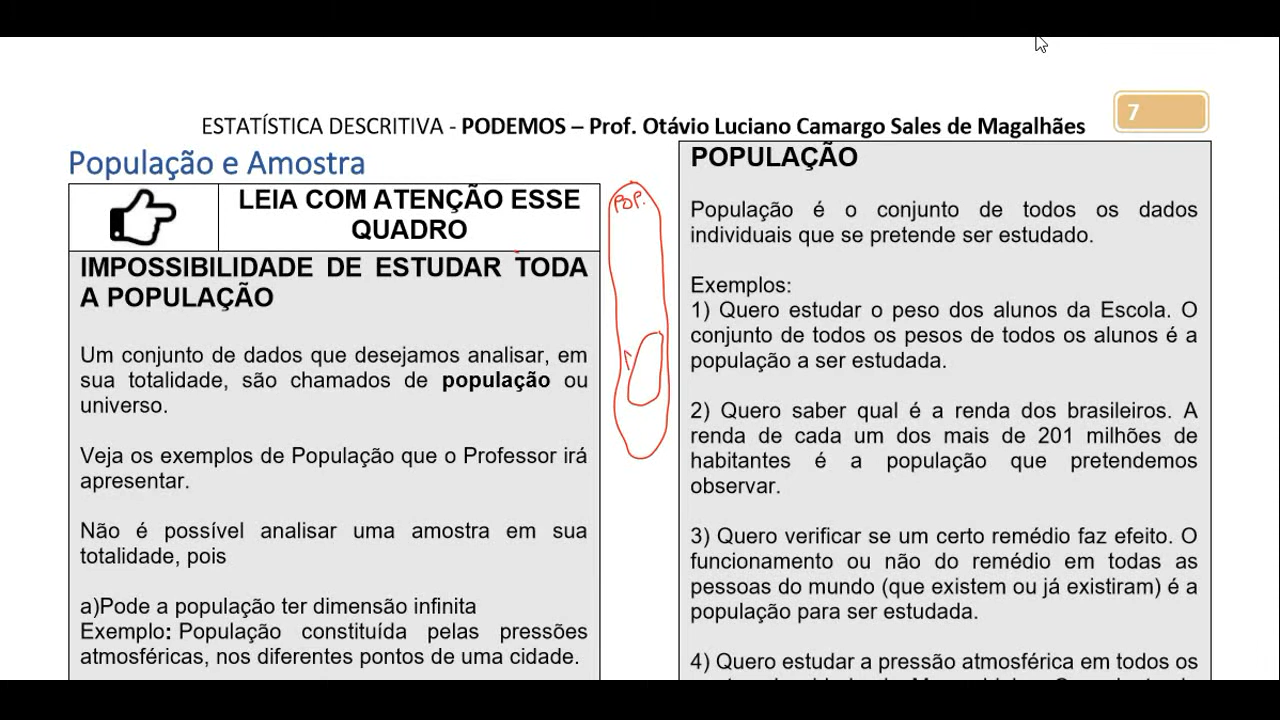 7
ESTATÍSTICA DESCRITIVA - PODEMOS – Prof. Otávio Luciano Camargo Sales de Magalhães
População e Amostra
LEIA COM ATENÇÃO ESSE
QUADRO
IMPOSSIBILIDADE DE ESTUDAR TODA
A POPULAÇÃO
Um conjunto de dados que desejamos analisar, em
sua totalidade, são chamados de população ou
universo.
Veja os exemplos de População que o Professor irá
apresentar.
Não é possível analisar uma amostra em sua
totalidade, pois
a)Pode a população ter dimensão infinita
Exemplo: População constituída pelas pressões
atmosféricas, nos diferentes pontos de uma cidade.
POP.
POPULAÇÃO
População é o conjunto de todos os dados
individuais que se pretende ser estudado.
Exemplos:
1) Quero estudar o peso dos alunos da Escola. O
conjunto de todos os pesos de todos os alunos é a
população a ser estudada.
2) Quero saber qual é a renda dos brasileiros. A
renda de cada um dos mais de 201 milhões de
habitantes é a população que pretendemos
observar.
3) Quero verificar se um certo remédio faz efeito. O
funcionamento ou não do remédio em todas as
pessoas do mundo (que existem ou já existiram) é a
população para ser estudada.
4) Quero estudar a pressão atmosférica em todos os